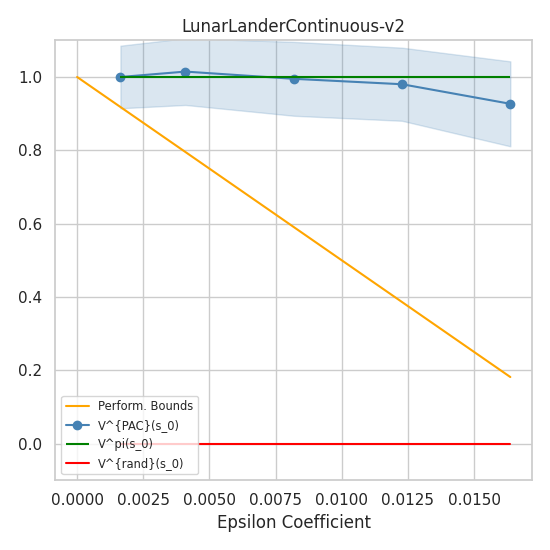 LunarLanderContinuous-v2
1.0
0.8
0.6
0.4
0.2
0.0
Perform. Bounds
V^{PAC}(s_0)
V^pi(s_0)
V^{rand}(s_0)
0.0000 0.0025 0.0050 0.0075 0.0100 0.0125 0.0150
Epsilon Coefficient